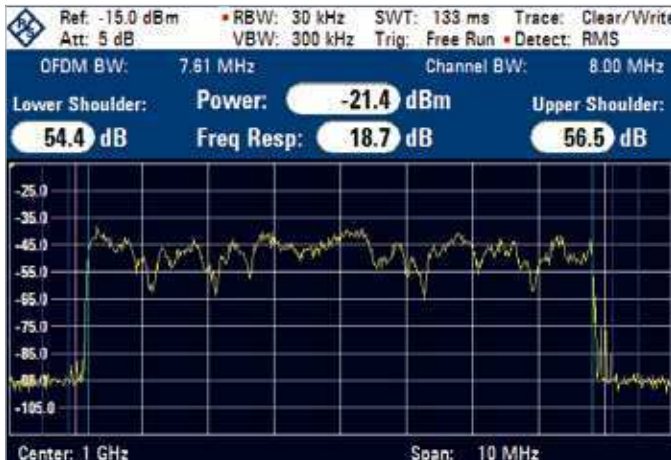 Ref: -15.0 dBm • RBW: 30 kHz SWT: 133 ms Trace: Clear/Write
Att: 5 dB VBW: 300 kHz Trig: Free Run • Detect: RMS
OFDM BW: 7.61 MHz Channel BW: 8.00 MHz
Lower Shoulder: Power: -21.4 dBm Upper Shoulder:
54.4 dB Freq Resp: 18.7 dB 56.5 dB
-25.0
-35.0
-45.0
-55.0
-65.0
-75.0
-85.0
-95.0
-105.0
Center: 1 GHz Span: 10 MHz